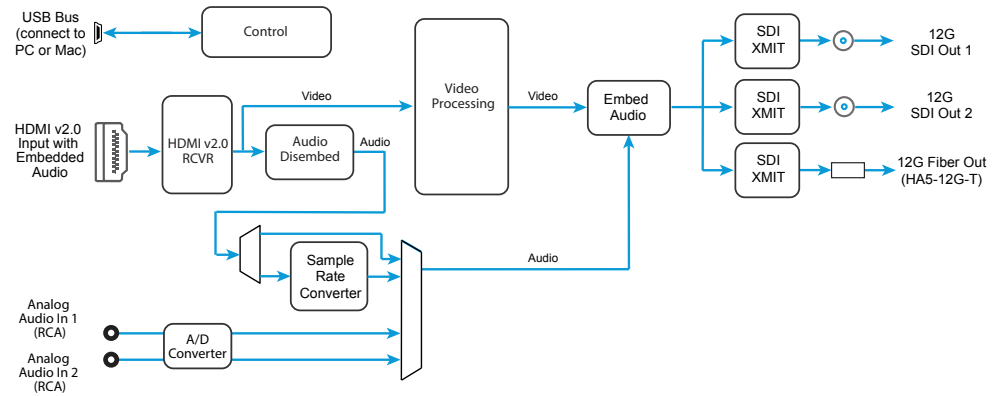 USB Bus
(connect to
PC or Mac)
Control
HDMI v2.0
Input with
Embedded
Audio
HDMI v2.0
RCVR
Video
Audio
Disembed
Audio
Video
Processing
Video
Embed
Audio
SDI
XMIT
12G
SDI Out 1
SDI
XMIT
12G
SDI Out 2
SDI
XMIT
12G Fiber Out
(HA5-12G-T)
Sample
Rate
Converter
Audio
Analog
Audio In 1
(RCA)
A/D
Converter
Analog
Audio In 2
(RCA)